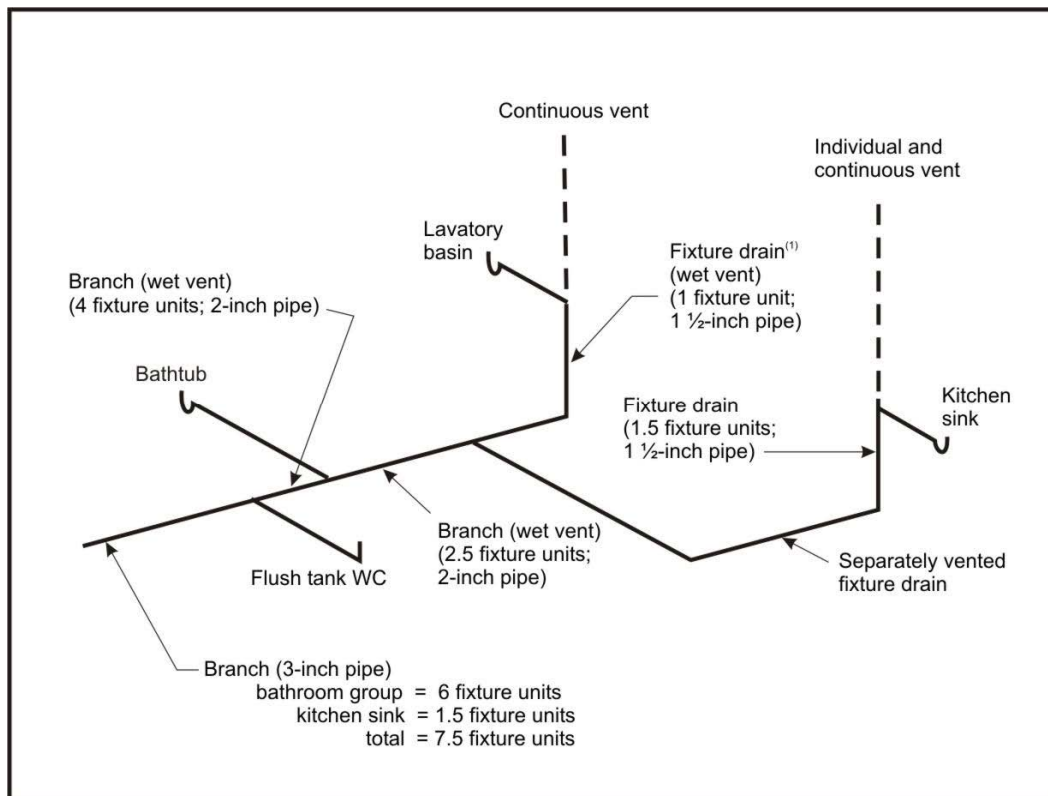 Continuous vent
Individual and
continuous vent
Lavatory
basin
Fixture drain(1)
(wet vent)
(1 fixture unit;
1 ½-inch pipe)
Branch (wet vent)
(4 fixture units; 2-inch pipe)
Bathtub
Fixture drain
(1.5 fixture units;
1 ½-inch pipe)
Kitchen
sink
Branch (wet vent)
(2.5 fixture units;
2-inch pipe)
Flush tank WC
Separately vented
fixture drain
Branch (3-inch pipe)
bathroom group = 6 fixture units
kitchen sink = 1.5 fixture units
total = 7.5 fixture units